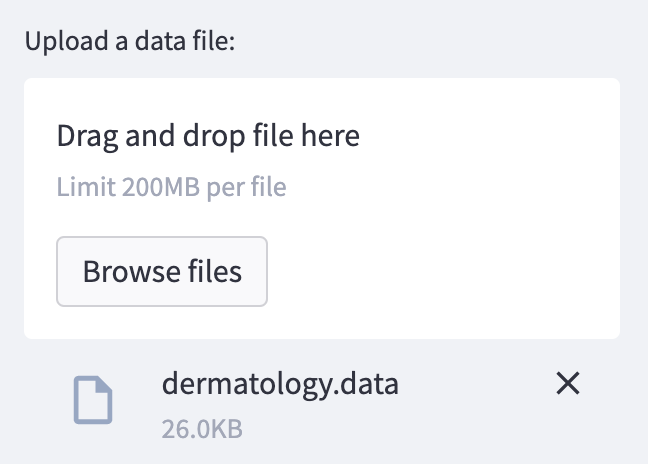 Upload a data file:
Drag and drop file here
Limit 200MB per file
Browse files
dermatology.data
26.0KB